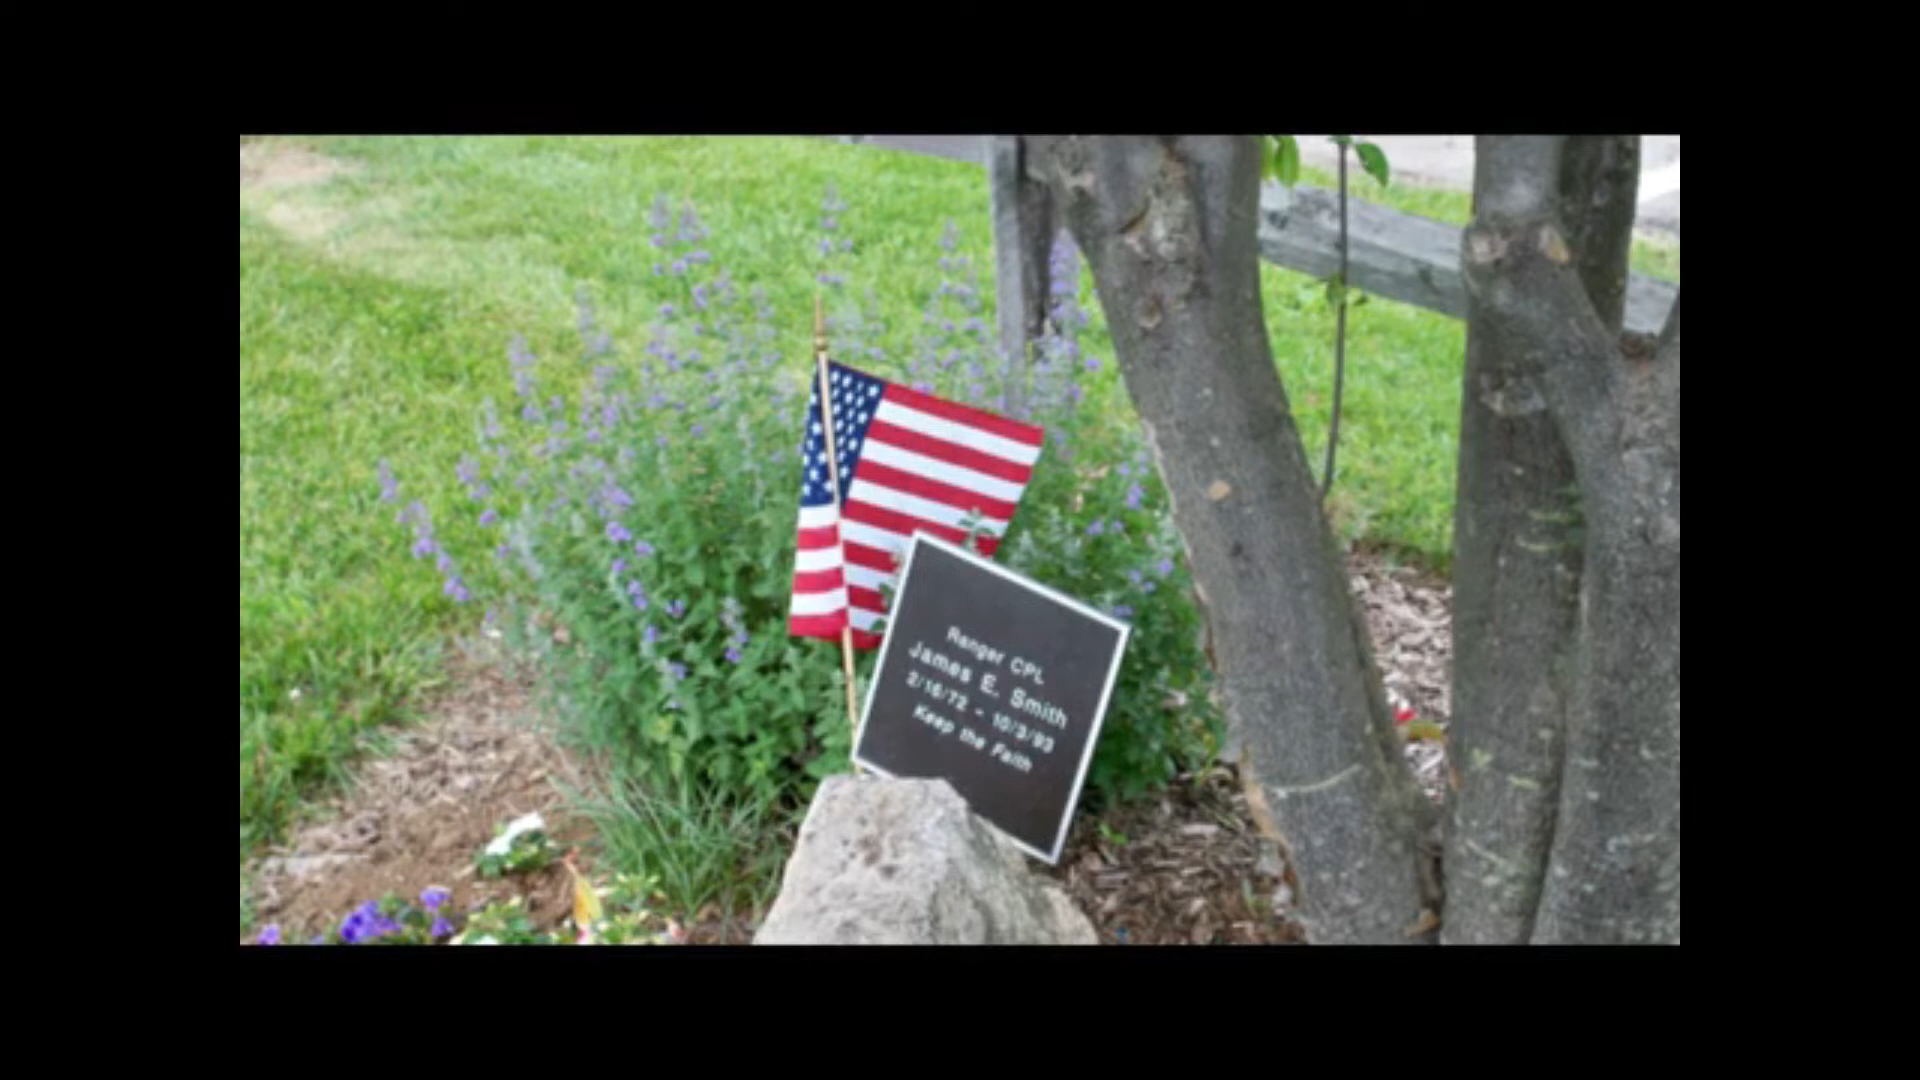 Ranger CPL
James E. Smith
2/16/72 - 10/3/93
Keep the Faith